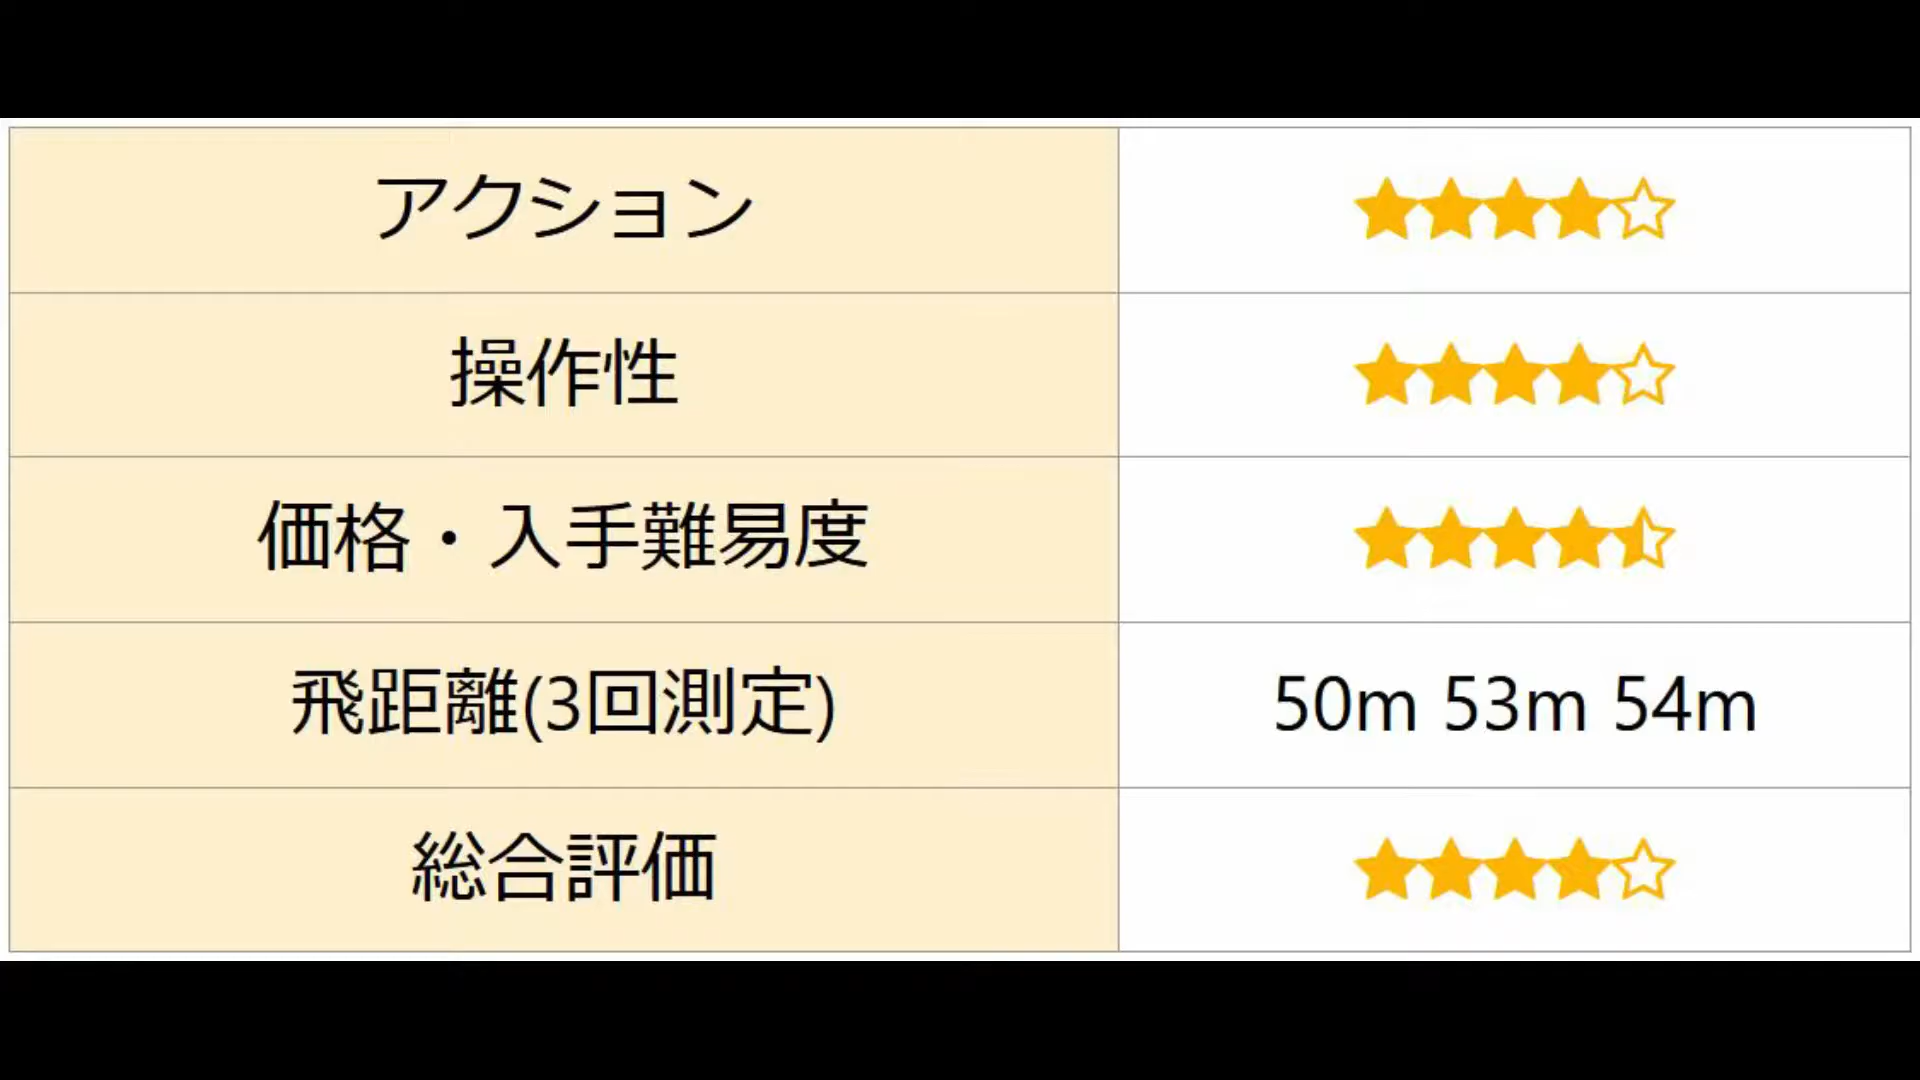 アクション ★★★★☆
操作性 ★★★★☆
価格・入手難易度
飛距離(3回測定) 50m 53m 54m
総合評価 ★★★★☆